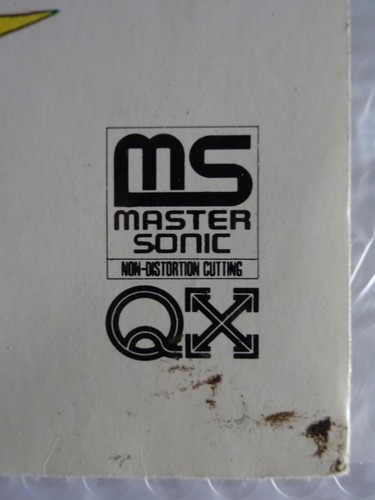 MS
MASTER
SONIC
NON-DISTORTION CUTTING
QX